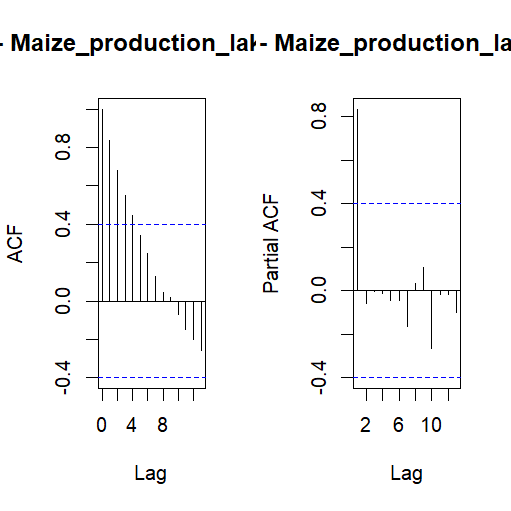 - Maize_production_lal
- Maize_production_la
ACF
0.8
0.4
0.0
-0.4
0 4 8
Lag
Partial ACF
0.8
0.4
0.0
-0.4
2 6 10
Lag